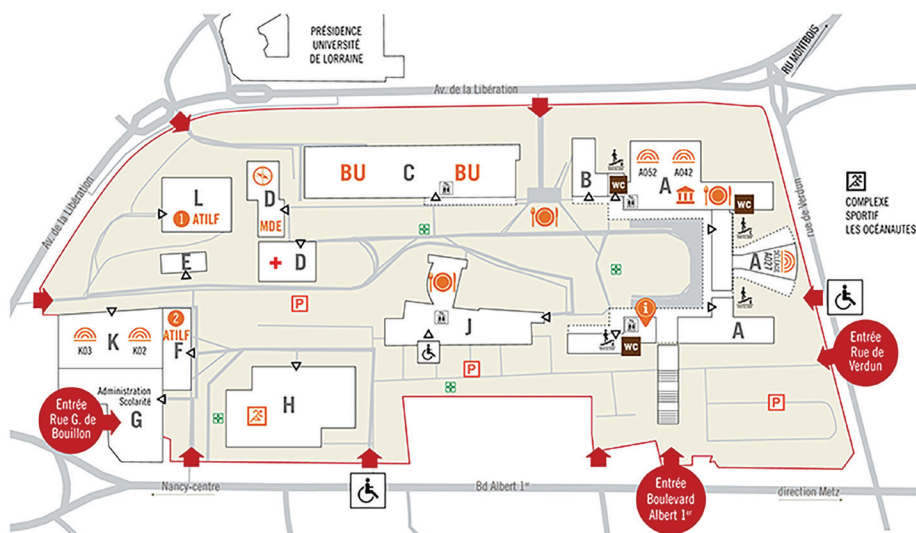 PRÉSIDENCE
UNIVERSITÉ
DE LORRAINE
RU MONTBOIS
Av. de la Libération
Av. de la Libération
rue de Verdun
BU
C
BU
B
WC
A
A052
A042
WC
L
1 ATILF
D
MDE
E
+ D
COMPLEXE
SPORTIF
LES OCÉANAUTES
A
DELÉAGE
A027
P
J
i
WC
A
K
K03
K02
2
ATILF
F
P
Entrée
Rue de
Verdun
Administration
Scolarité
G
Entrée
Rue G. de
Bouillon
H
P
Nancy-centre
Bd Albert 1er
Entrée
Boulevard
Albert 1er
direction Metz